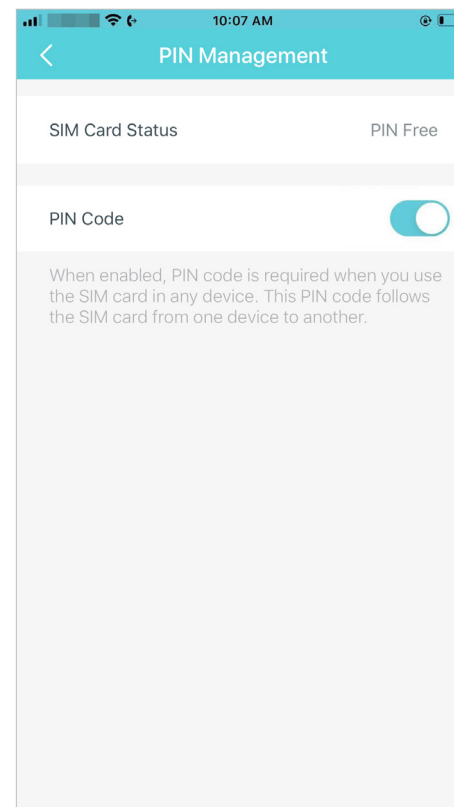 10:07 AM
PIN Management
SIM Card Status PIN Free
PIN Code
When enabled, PIN code is required when you use
the SIM card in any device. This PIN code follows
the SIM card from one device to another.